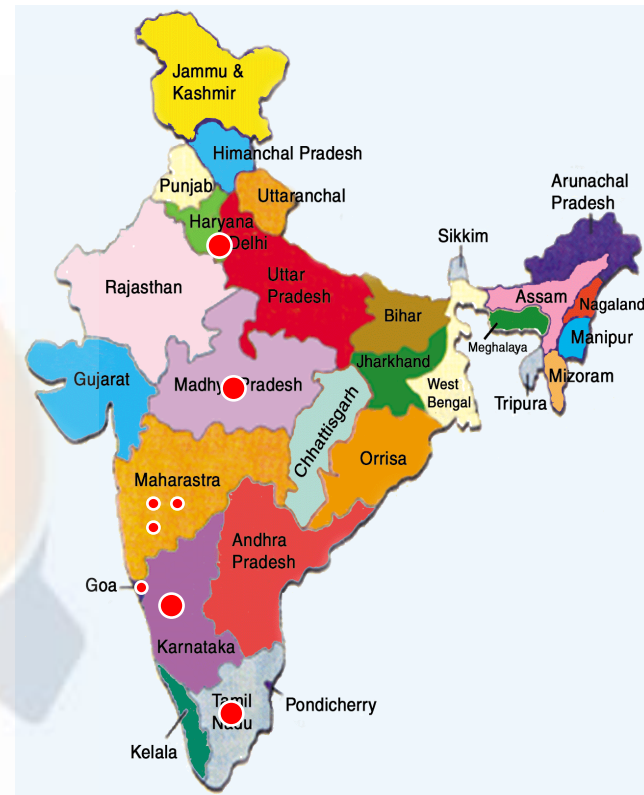 Jammu &
Kashmir
Himanchal Pradesh
Punjab
Uttaranchal
Arunachal
Pradesh
Haryana
Delhi
Sikkim
Rajasthan
Uttar
Pradesh
Assam
Nagaland
Bihar
Manipur
Meghalaya
Jharkhand
Gujarat
Madhya Pradesh
West
Bengal
Mizoram
Tripura
Chhattisgarh
Orrisa
Maharastra
Andhra
Pradesh
Goa
Karnataka
Tamil
Nadu
Pondicherry
Kelala